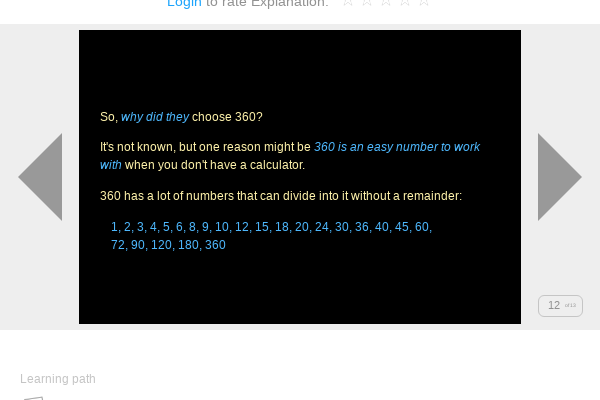 Login to rate Explanation:
So, why did they choose 360?
It's not known, but one reason might be 360 is an easy number to work
with when you don't have a calculator.
360 has a lot of numbers that can divide into it without a remainder:
1, 2, 3, 4, 5, 6, 8, 9, 10, 12, 15, 18, 20, 24, 30, 36, 40, 45, 60,
72, 90, 120, 180, 360
12 of 12
Learning path